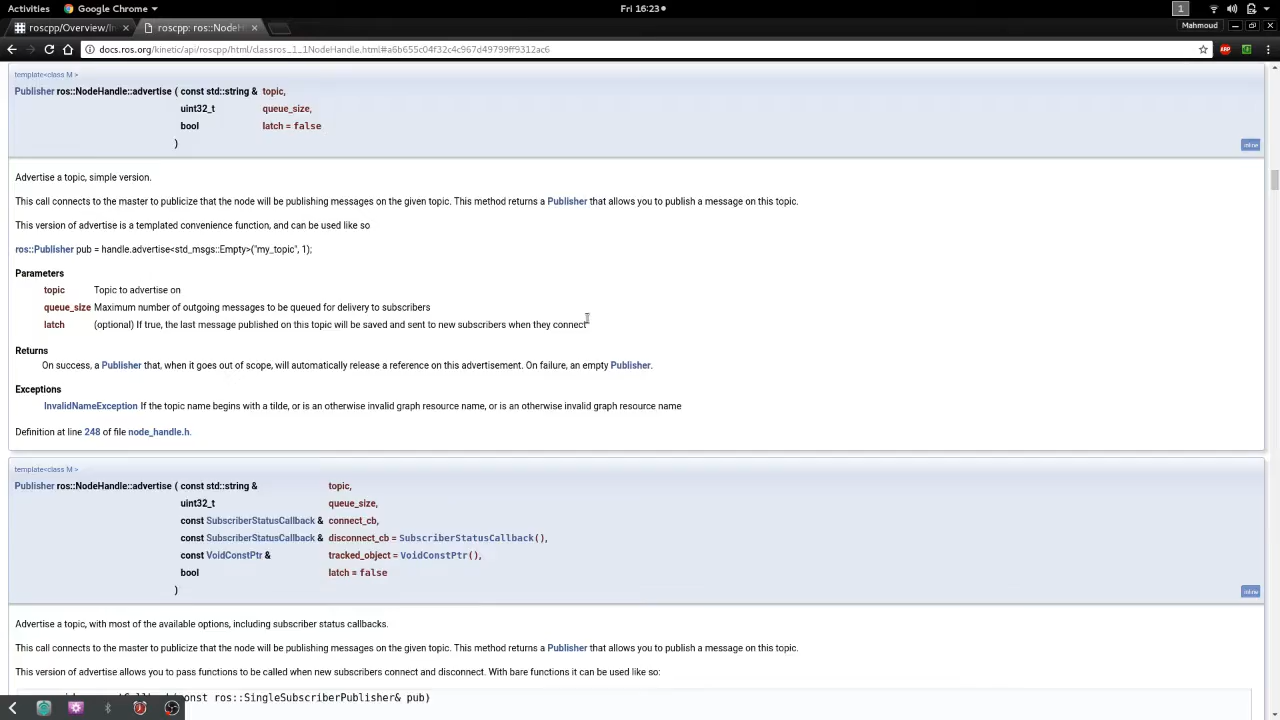 Activities Google Chrome Fri 16:23 1
roscpp/Overview/I roscpp: ros::NodeH Mahmoud
docs.ros.org/kinetic/api/roscpp/html/classros_1_1NodeHandle.html#a6b655c04f32c4c967d49799ff9312ac6 ABP
template<class M >
Publisher ros::NodeHandle::advertise ( const std::string & topic,
uint32_t queue_size,
bool latch = false
)
inline
Advertise a topic, simple version.
This call connects to the master to publicize that the node will be publishing messages on the given topic. This method returns a Publisher that allows you to publish a message on this topic.
This version of advertise is a templated convenience function, and can be used like so
ros::Publisher pub = handle.advertise<std_msgs::Empty>("my_topic", 1);
Parameters
topic Topic to advertise on
queue_size Maximum number of outgoing messages to be queued for delivery to subscribers
latch (optional) If true, the last message published on this topic will be saved and sent to new subscribers when they connect
Returns
On success, a Publisher that, when it goes out of scope, will automatically release a reference on this advertisement. On failure, an empty Publisher.
Exceptions
InvalidNameException If the topic name begins with a tilde, or is an otherwise invalid graph resource name, or is an otherwise invalid graph resource name
Definition at line 248 of file node_handle.h.
template<class M >
Publisher ros::NodeHandle::advertise ( const std::string & topic,
uint32_t queue_size,
const SubscriberStatusCallback & connect_cb,
const SubscriberStatusCallback & disconnect_cb = SubscriberStatusCallback(),
const VoidConstPtr & tracked_object = VoidConstPtr(),
bool latch = false
)
inline
Advertise a topic, with most of the available options, including subscriber status callbacks.
This call connects to the master to publicize that the node will be publishing messages on the given topic. This method returns a Publisher that allows you to publish a message on this topic.
This version of advertise allows you to pass functions to be called when new subscribers connect and disconnect. With bare functions it can be used like so:
const ros::SingleSubscriberPublisher& pub)